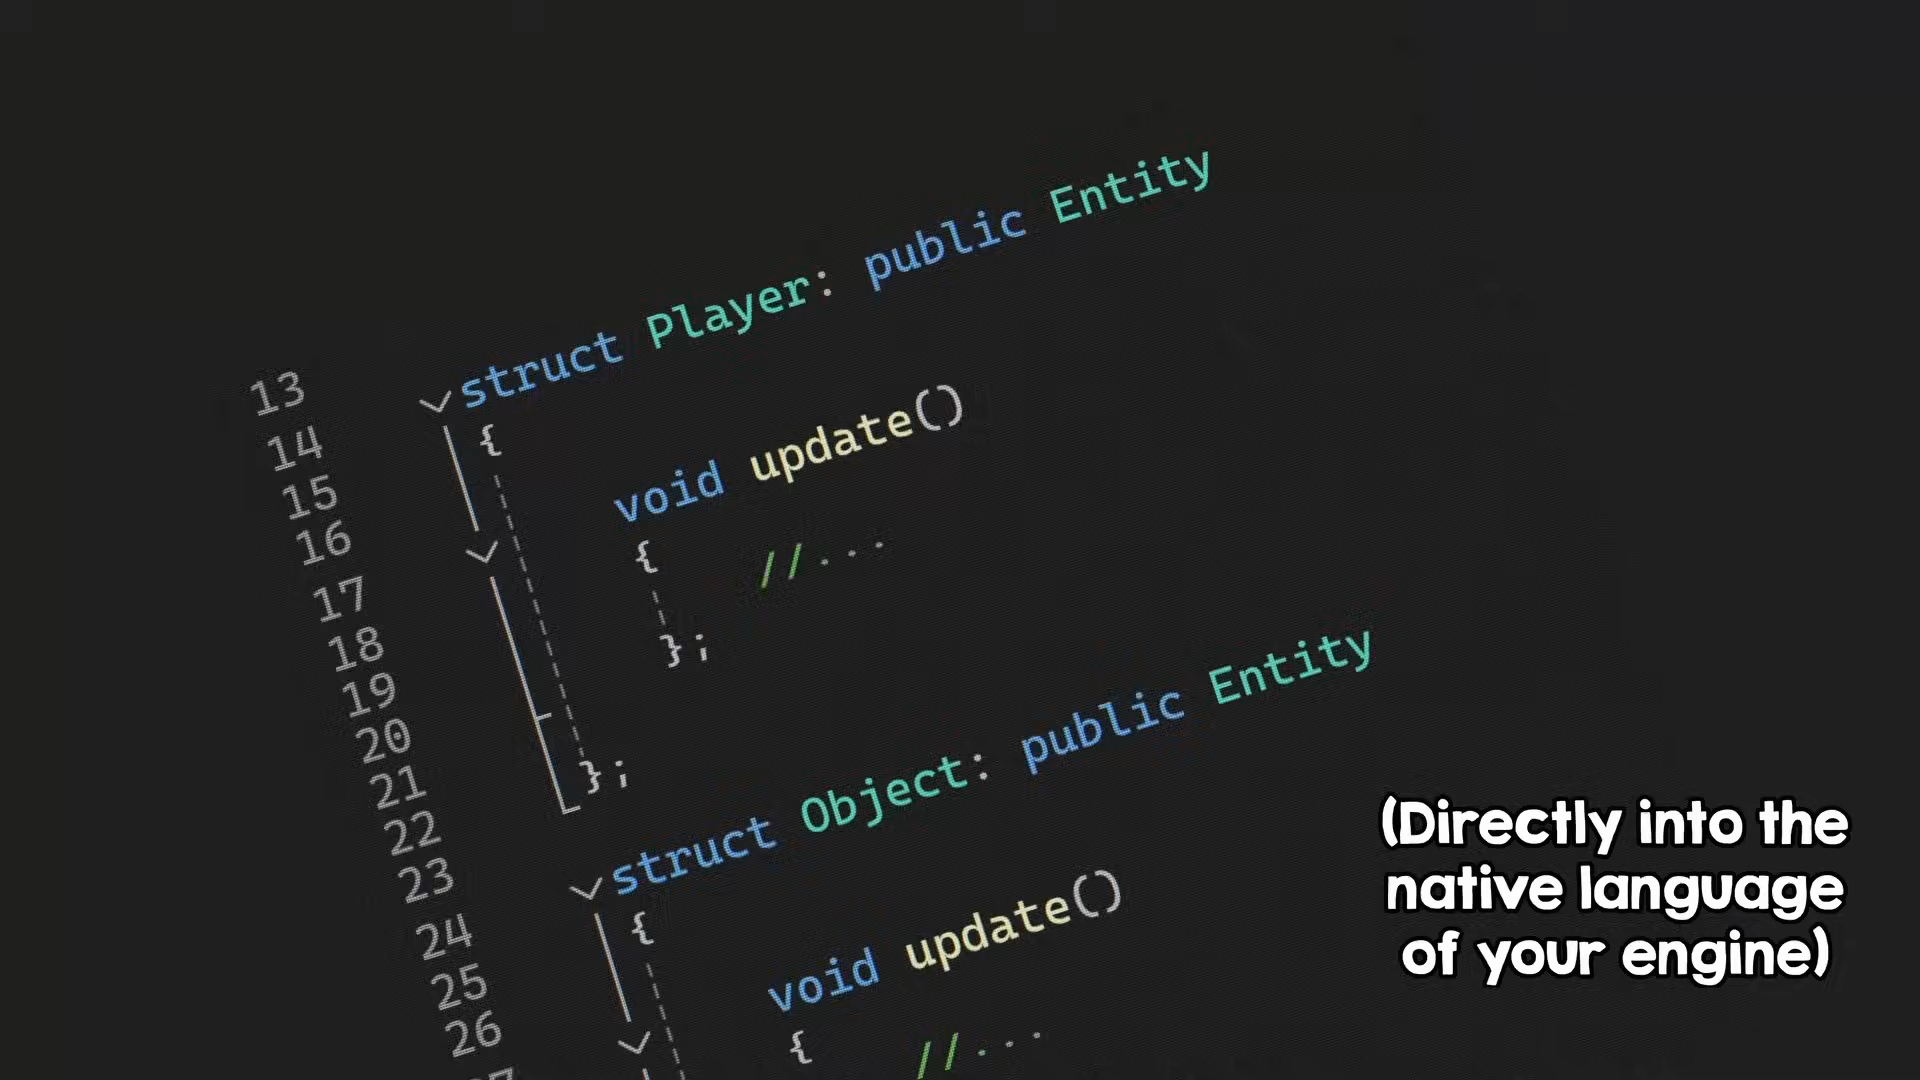 13 struct Player: public Entity
14 {
15
16 void update()
17 {
18 //...
19
20 };
21
22 };
23 struct Object: public Entity
24 {
25
26 void update()
{
//...
(Directly into the
native language
of your engine)